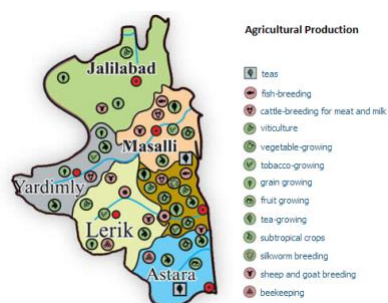 Agricultural Production
Jalilabad
Masalli
Yardimly
Lerik
Astara
teas
fish-breeding
cattle-breeding for meat and milk
viticulture
vegetable-growing
tobacco-growing
grain growing
fruit growing
tea-growing
subtropical crops
silkworm breeding
sheep and goat breeding
beekeeping